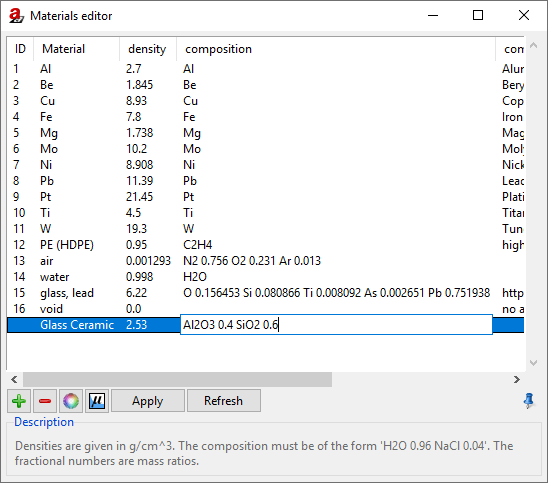 Materials editor
ID Material density composition com
1 Al 2.7 Al Alur
2 Be 1.845 Be Bery
3 Cu 8.93 Cu Cop
4 Fe 7.8 Fe Iron
5 Mg 1.738 Mg Mag
6 Mo 10.2 Mo Moly
7 Ni 8.908 Ni Nick
8 Pb 11.39 Pb Lead
9 Pt 21.45 Pt Plati
10 Ti 4.5 Ti Titar
11 W 19.3 W Tun
12 PE (HDPE) 0.95 C2H4 high
13 air 0.001293 N2 0.756 O2 0.231 Ar 0.013
14 water 0.998 H2O
15 glass, lead 6.22 O 0.156453 Si 0.080866 Ti 0.008092 As 0.002651 Pb 0.751938 http
16 void 0.0 no a
Glass Ceramic 2.53 Al2O3 0.4 SiO2 0.6
μ Apply Refresh
Description
Densities are given in g/cm^3. The composition must be of the form 'H2O 0.96 NaCl 0.04'. The
fractional numbers are mass ratios.